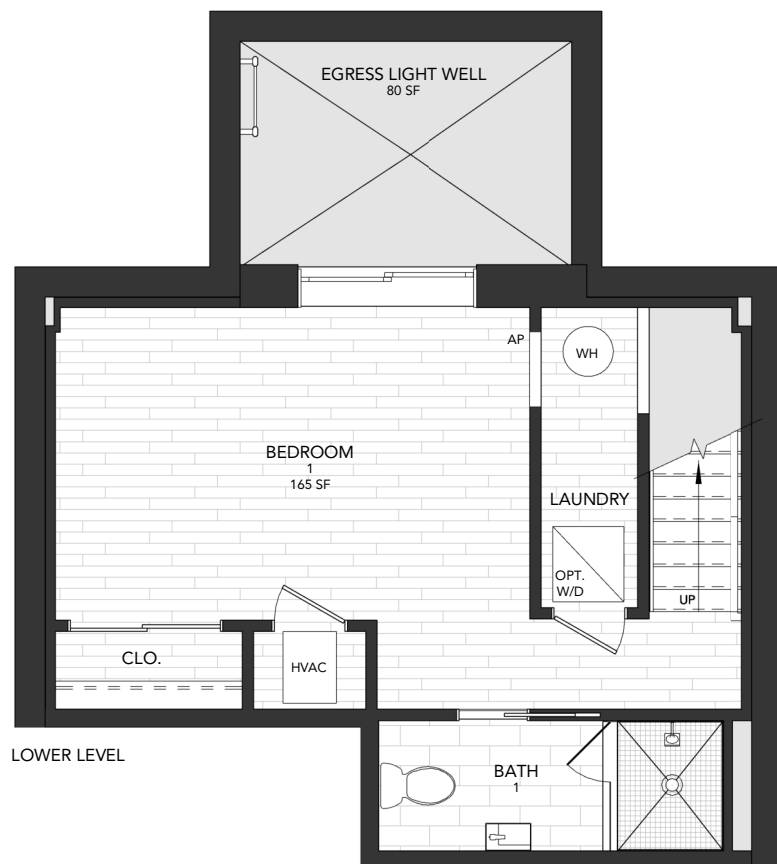 EGRESS LIGHT WELL
80 SF
AP
WH
BEDROOM
1
165 SF
LAUNDRY
OPT.
W/D
UP
CLO.
HVAC
LOWER LEVEL
BATH
1